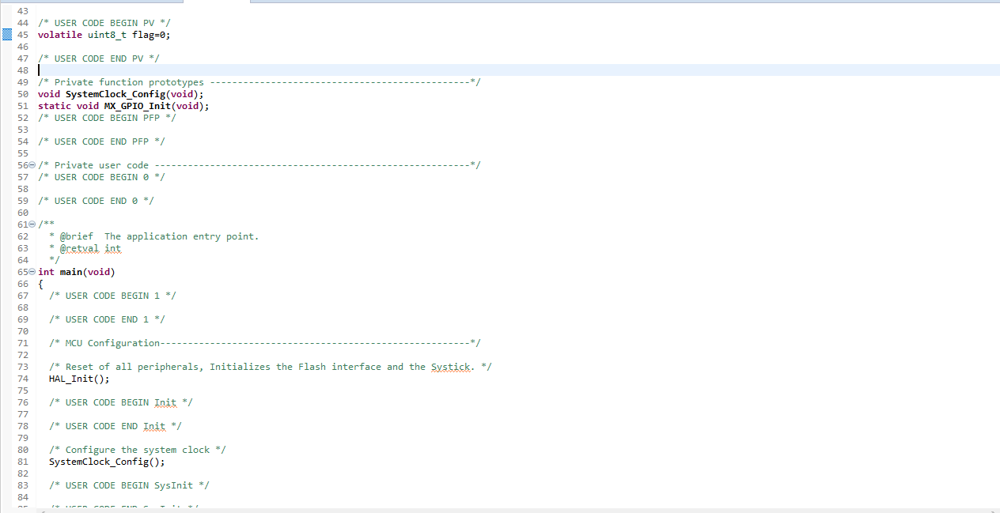 43
44 /* USER CODE BEGIN PV */
45 volatile uint8_t flag=0;
46
47 /* USER CODE END PV */
48
49 /* Private function prototypes -----------------------------------------------*/
50 void SystemClock_Config(void);
51 static void MX_GPIO_Init(void);
52 /* USER CODE BEGIN PFP */
53
54 /* USER CODE END PFP */
55
56 /* Private user code ---------------------------------------------------------*/
57 /* USER CODE BEGIN 0 */
58
59 /* USER CODE END 0 */
60
61 /**
62   * @brief  The application entry point.
63   * @retval int
64   */
65 int main(void)
66 {
67   /* USER CODE BEGIN 1 */
68
69   /* USER CODE END 1 */
70
71   /* MCU Configuration--------------------------------------------------------*/
72
73   /* Reset of all peripherals, Initializes the Flash interface and the Systick. */
74   HAL_Init();
75
76   /* USER CODE BEGIN Init */
77
78   /* USER CODE END Init */
79
80   /* Configure the system clock */
81   SystemClock_Config();
82
83   /* USER CODE BEGIN SysInit */
84